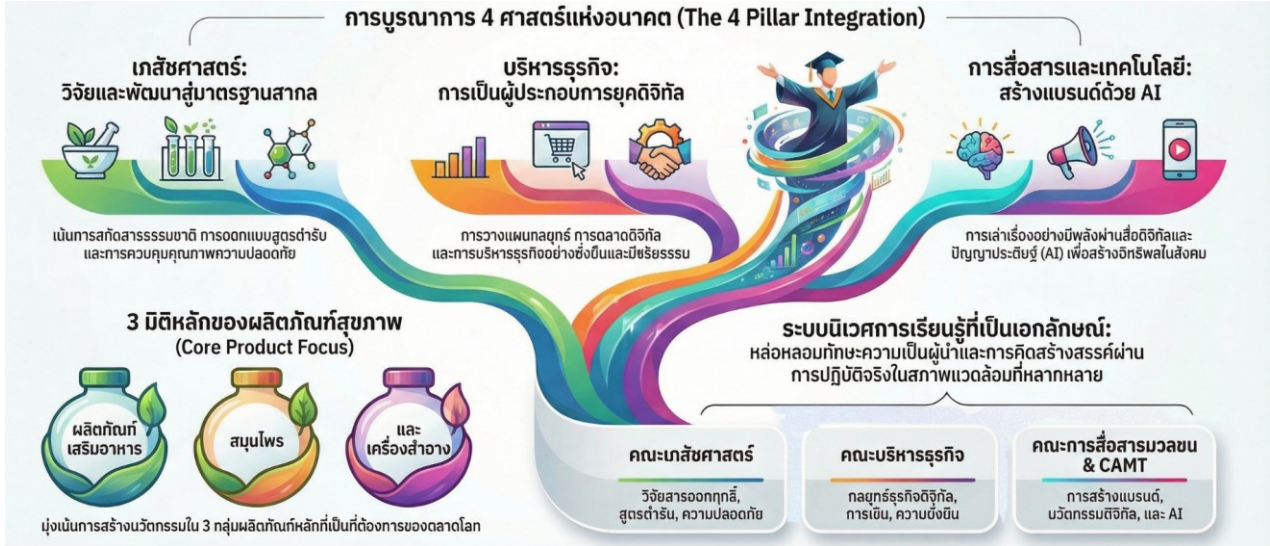 การบูรณาการ 4 ศาสตร์แห่งอนาคต (The 4 Pillar Integration)
เภสัชศาสตร์:
วิจัยและพัฒนาสู่มาตรฐานสากล
เน้นการสกัดสารธรรมชาติ การออกแบบสูตรตำรับ
และการควบคุมคุณภาพความปลอดภัย
บริหารธุรกิจ:
การเป็นผู้ประกอบการยุคดิจิทัล
การวางแผนกลยุทธ์ การตลาดดิจิทัล
และการบริหารธุรกิจอย่าง
การสื่อสารและเทคโนโลยี:
สร้างแบรนด์ด้วย AI
การเล่าเรื่องอย่างมีพลังผ่านสื่อดิจิทัลและ
ปัญญาประดิษฐ์ (AI) เพื่อสร้างอิทธิพลในสังคม
3 มิติหลักของผลิตภัณฑ์สุขภาพ
(Core Product Focus)
ผลิตภัณฑ์
เสริมอาหาร
สมุนไพร
และ
เครื่องสำอาง
มุ่งเน้นการสร้างนวัตกรรมใน 3 กลุ่มผลิตภัณฑ์หลักที่เป็นที่ต้องการของตลาดโลก
ระบบนิเวศการเรียนรู้ที่เป็นเอกลักษณ์:
หล่อหลอมทักษะความเป็นผู้นำและการคิดสร้างสรรค์ผ่าน
การปฏิบัติจริงในสภาพแวดล้อมที่หลากหลาย
คณะเภสัชศาสตร์
วิจัยสารออกฤทธิ์,
สูตรตำรับ, ความปลอดภัย
คณะบริหารธุรกิจ
กลยุทธ์ธุรกิจดิจิทัล,
การเงิน, ความยั่งยืน
คณะการสื่อสารมวลชน
& CAMT
การสร้างแบรนด์,
นวัตกรรมดิจิทัล, และ AI